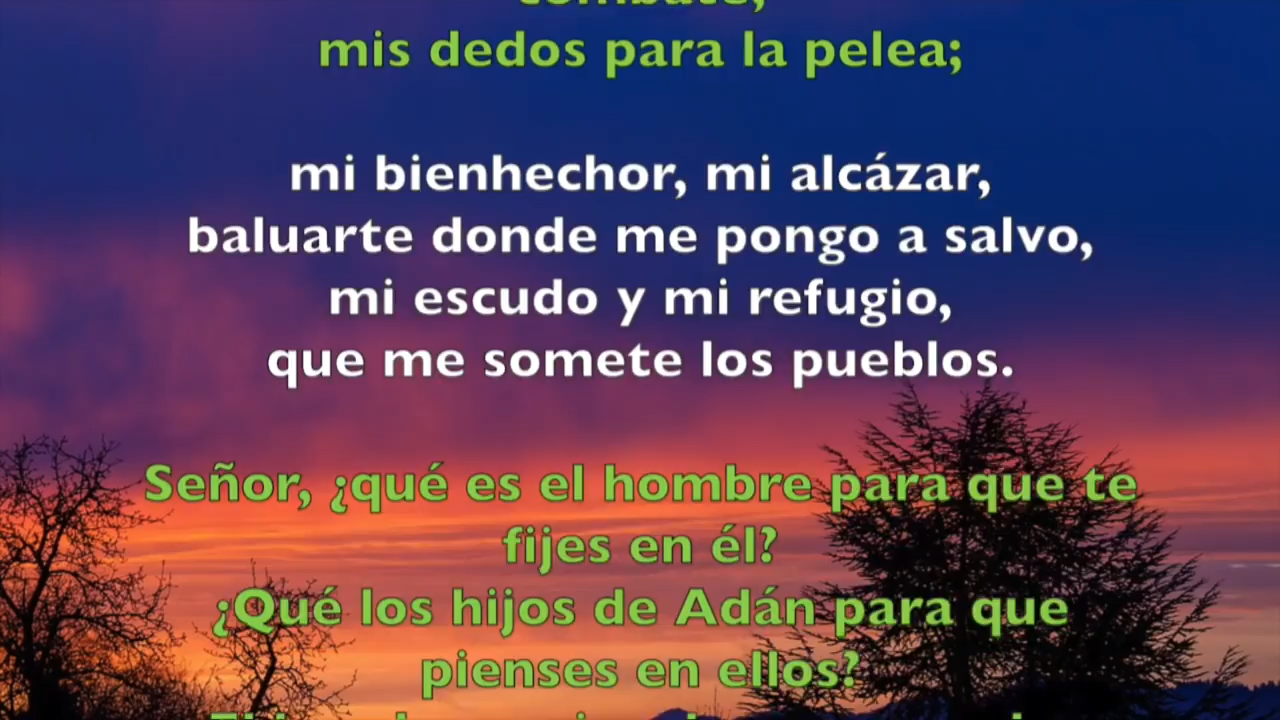 combate,
mis dedos para la pelea;
mi bienhechor, mi alcázar,
baluarte donde me pongo a salvo,
mi escudo y mi refugio,
que me somete los pueblos.
Señor, ¿qué es el hombre para que te
fijes en él?
¿Qué los hijos de Adán para que
pienses en ellos?